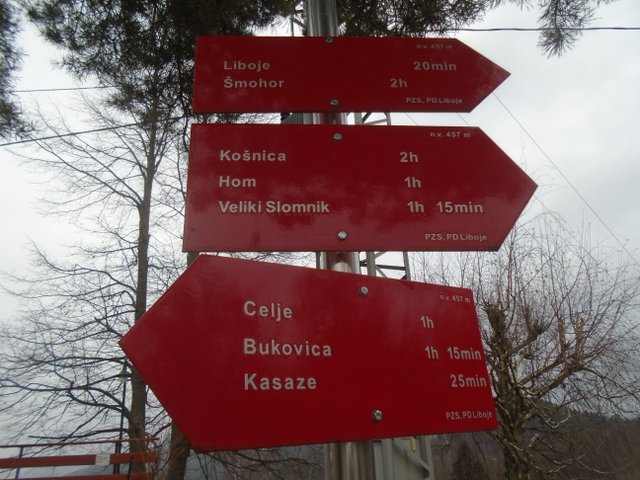 n.v. 457 m
Liboje 20min
Šmohor 2h
PZS, PD Liboje
n.v. 457 m
Košnica 2h
Hom 1h
Veliki Slomnik 1h 15min
PZS, PD Liboje
n.v. 457 m
Celje 1h
Bukovica 1h 15min
Kasaze 25min
PZS, PD Liboje